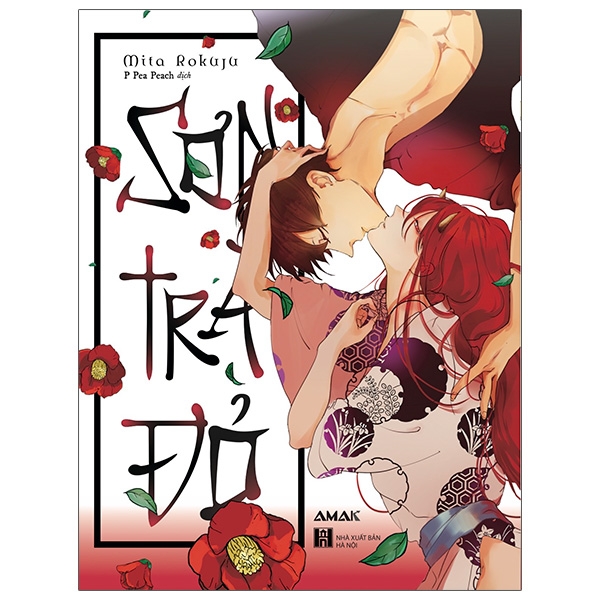 Mita Rokuju
P Pea Peach dịch
SƠN
TRÀ
ĐỎ
AMAK
NHÀ XUẤT BẢN
HÀ NỘI